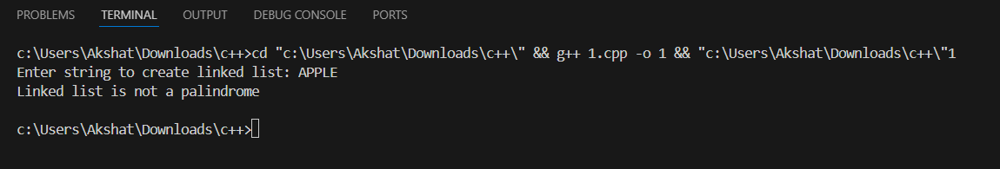 PROBLEMS TERMINAL OUTPUT DEBUG CONSOLE PORTS
c:\Users\Akshat\Downloads\c++>cd "c:\Users\Akshat\Downloads\c++\" && g++ 1.cpp -o 1 && "c:\Users\Akshat\Downloads\c++\"1
Enter string to create linked list: APPLE
Linked list is not a palindrome
c:\Users\Akshat\Downloads\c++>